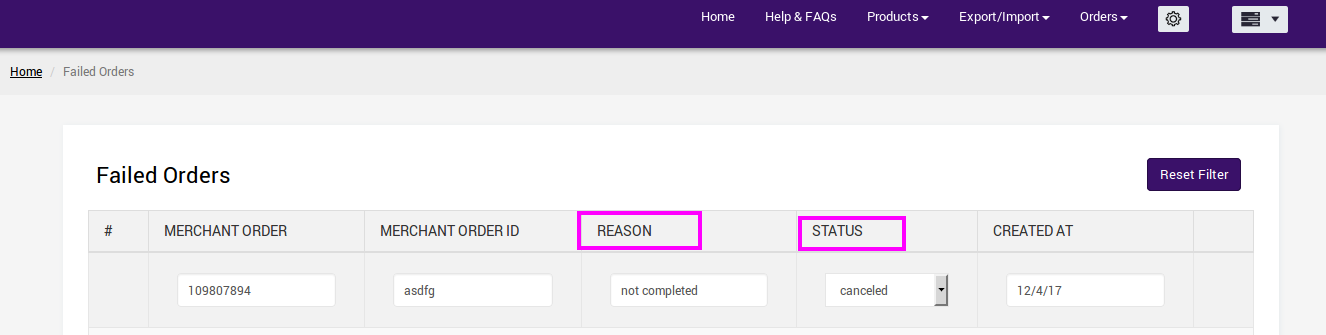 Home Help & FAQs Products Export/Import Orders
Home / Failed Orders
Failed Orders
Reset Filter
# MERCHANT ORDER MERCHANT ORDER ID REASON STATUS CREATED AT
109807894 asdfg not completed canceled 12/4/17